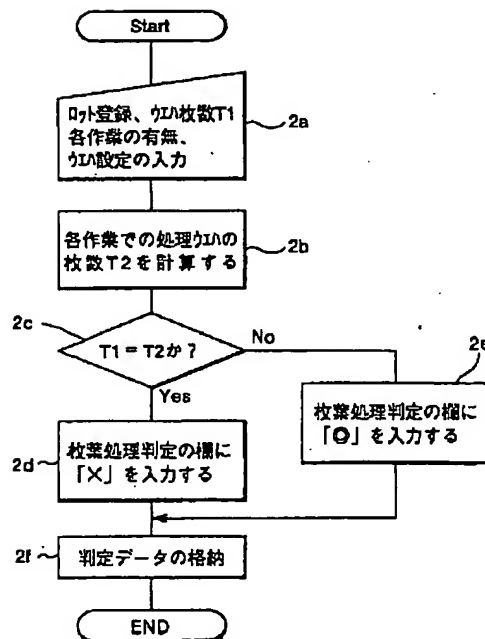 Start
ロット登録、ウエハ枚数T1
各作業の有無、
ウエハ設定の入力
2a
各作業での処理ウエハの
枚数T2を計算する
2b
2c
T1＝T2か？
No
Yes
2e
枚葉処理判定の欄に
「◎」を入力する
枚葉処理判定の欄に
「×」を入力する
2d
2f
判定データの格納
END